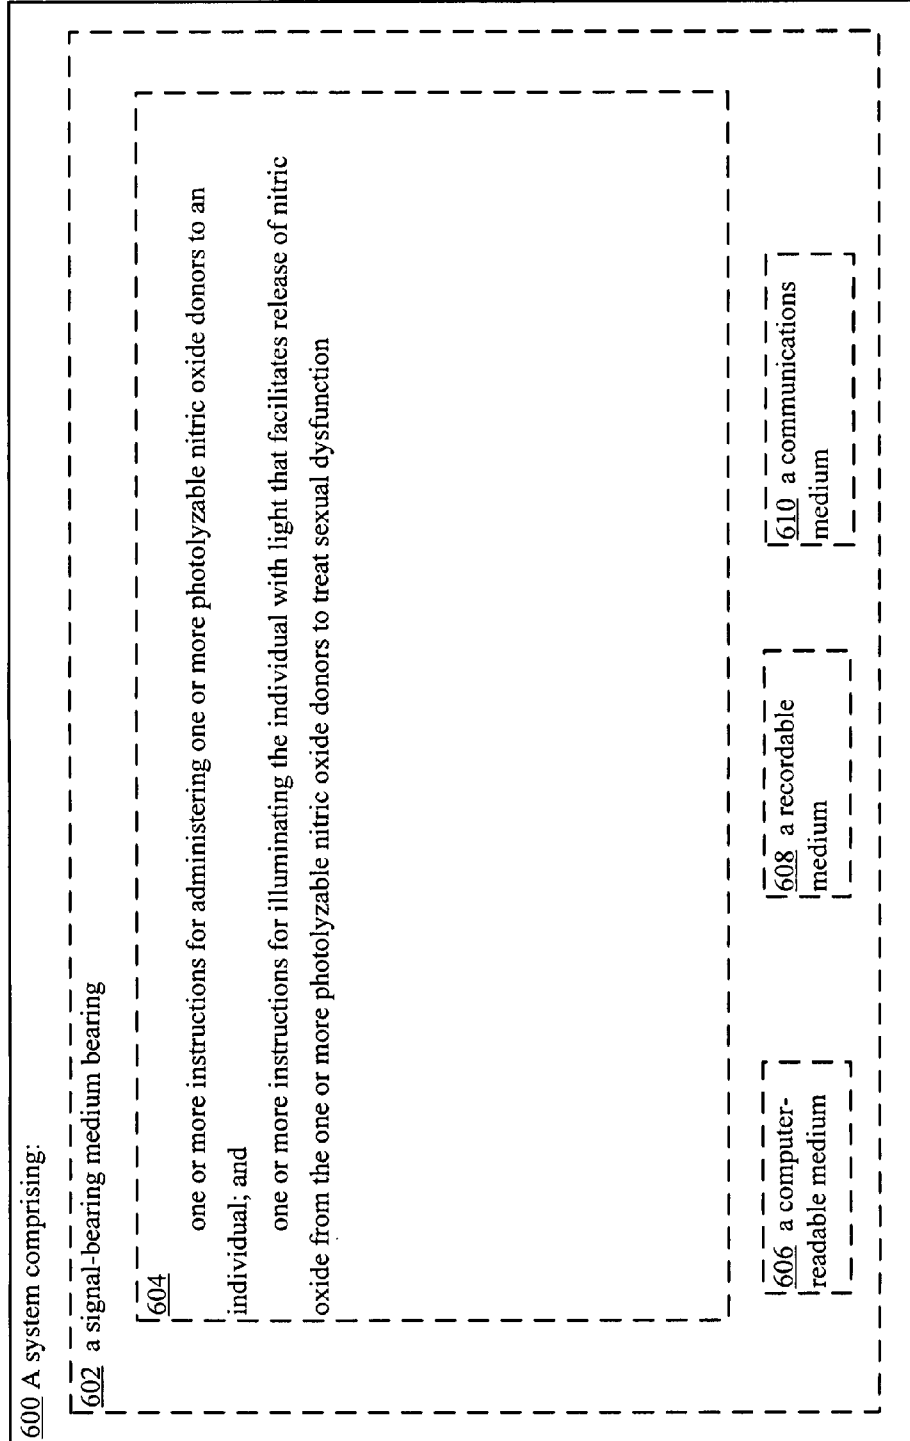 600 A system comprising:
602 a signal-bearing medium bearing
604
one or more instructions for administering one or more photolyzable nitric oxide donors to an
individual; and
one or more instructions for illuminating the individual with light that facilitates release of nitric
oxide from the one or more photolyzable nitric oxide donors to treat sexual dysfunction
606 a computer-
readable medium
608 a recordable
medium
610 a communications
medium